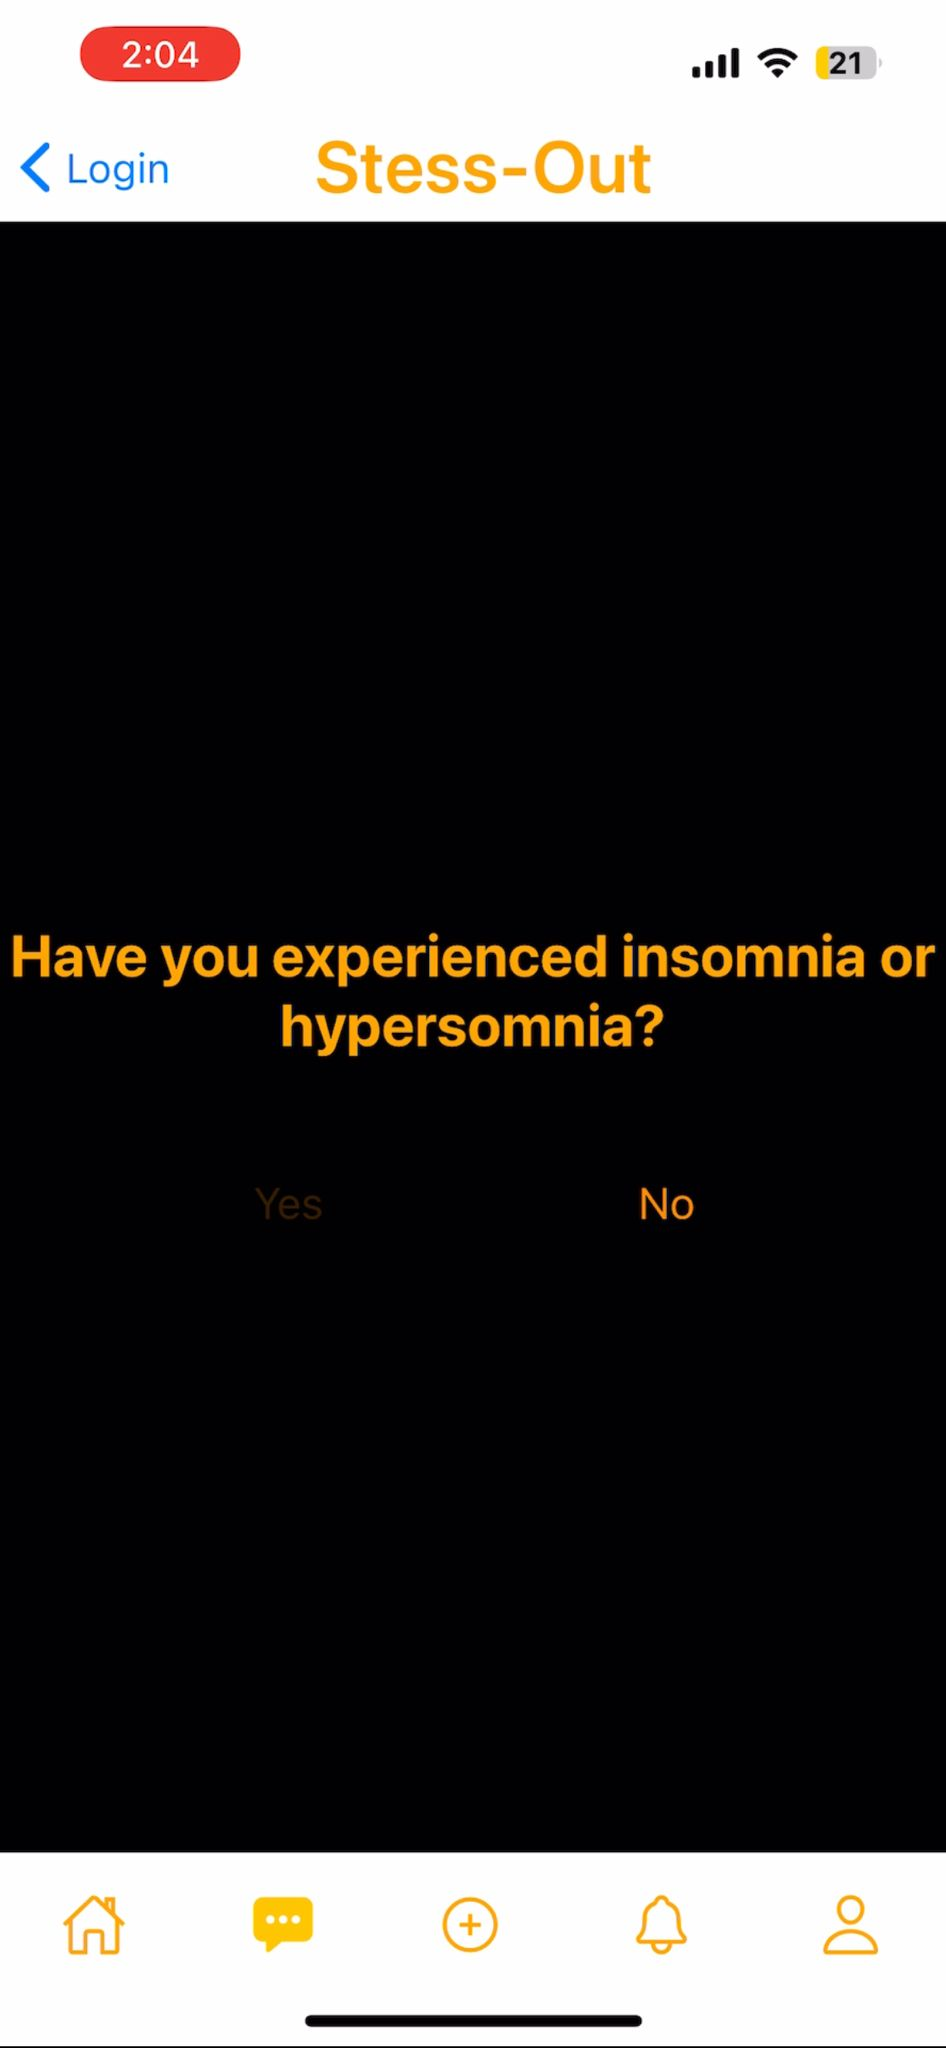 2:04
21
Login
Stess-Out
Have you experienced insomnia or
hypersomnia?
Yes
No